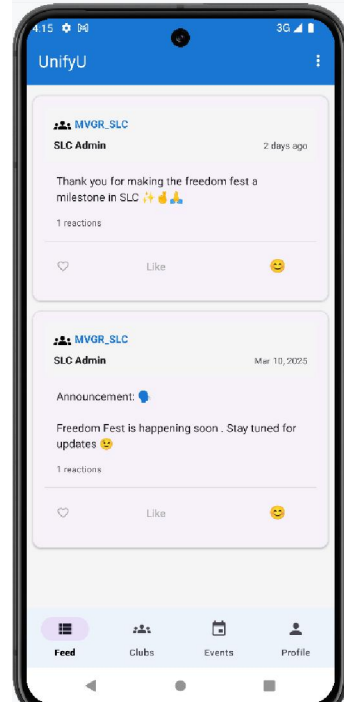 4:15
3G
UnifyU
MVGR_SLC
SLC Admin
2 days ago
Thank you for making the freedom fest a
milestone in SLC ✨🤞🙏
1 reactions
Like
😊
MVGR_SLC
SLC Admin
Mar 10, 2025
Announcement: 🗣️
Freedom Fest is happening soon . Stay tuned for
updates 😉
1 reactions
Like
😊
Feed
Clubs
Events
Profile